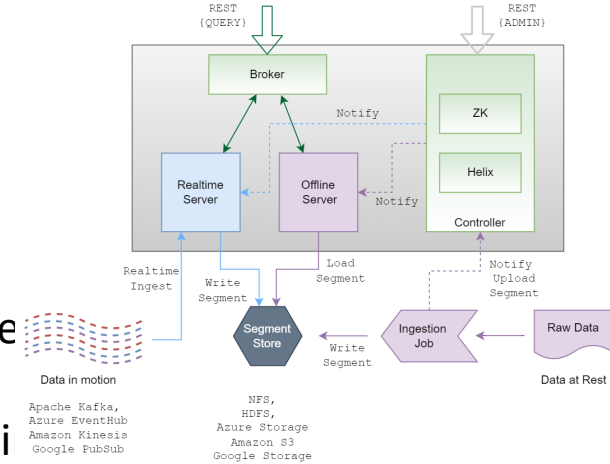 REST
{QUERY}
REST
{ADMIN}
Broker
Notify
ZK
Realtime
Server
Offline
Server
Helix
Notify
Controller
Realtime
Ingest
Write
Segment
Load
Segment
Notify
Upload
Segment
e
Segment
Store
Ingestion
Job
Raw Data
Write
Segment
Data in motion
Data at Rest
Apache Kafka,
Azure EventHub
Amazon Kinesis
Google PubSub
NFS,
HDFS,
Azure Storage
Amazon S3
Google Storage
i